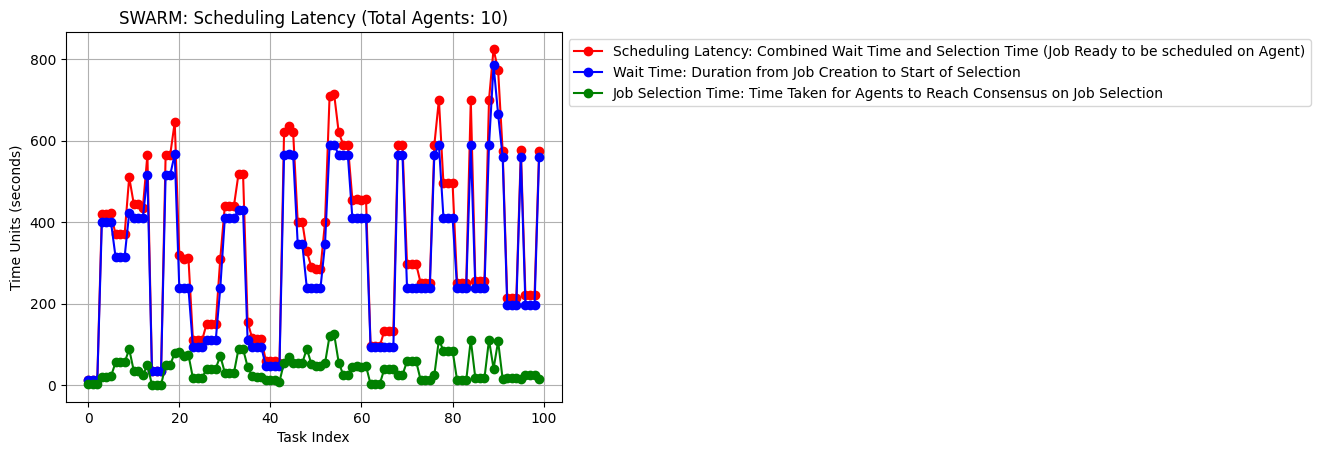 SWARM: Scheduling Latency (Total Agents: 10)
Scheduling Latency: Combined Wait Time and Selection Time (Job Ready to be scheduled on Agent)
Wait Time: Duration from Job Creation to Start of Selection
Job Selection Time: Time Taken for Agents to Reach Consensus on Job Selection
Time Units (seconds)
800
600
400
200
0
0 20 40 60 80 100
Task Index